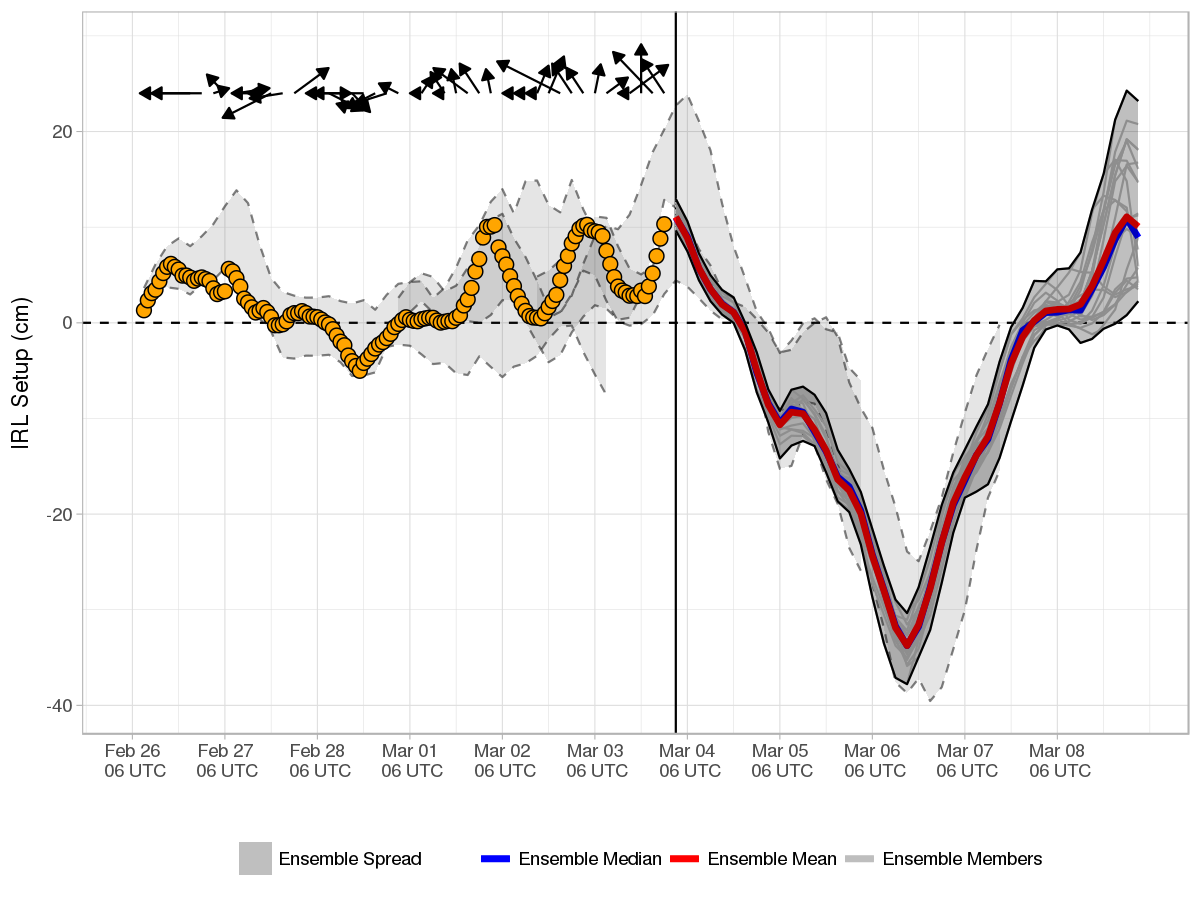 IRL Setup (cm)
20
0
-20
-40
Feb 26 Feb 27 Feb 28 Mar 01 Mar 02 Mar 03 Mar 04 Mar 05 Mar 06 Mar 07 Mar 08
06 UTC 06 UTC 06 UTC 06 UTC 06 UTC 06 UTC 06 UTC 06 UTC 06 UTC 06 UTC 06 UTC
Ensemble Spread Ensemble Median Ensemble Mean Ensemble Members